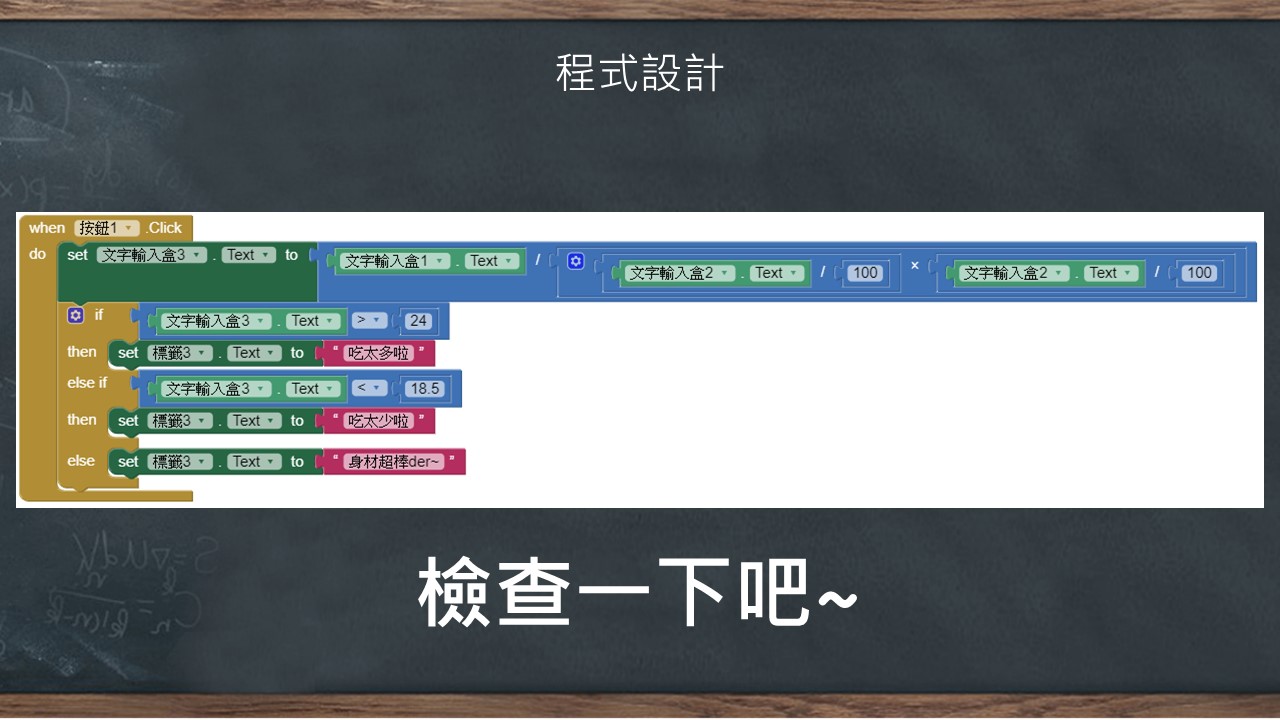 程式設計
when 按鈕1 .Click
do set 文字輸入盒3 . Text to 文字輸入盒1 . Text / 文字輸入盒2 . Text / 100 × 文字輸入盒2 . Text / 100
if 文字輸入盒3 . Text > 24
then set 標籤3 . Text to “ 吃太多啦 ”
else if 文字輸入盒3 . Text < 18.5
then set 標籤3 . Text to “ 吃太少啦 ”
else set 標籤3 . Text to “ 身材超棒der~ ”
檢查一下吧~